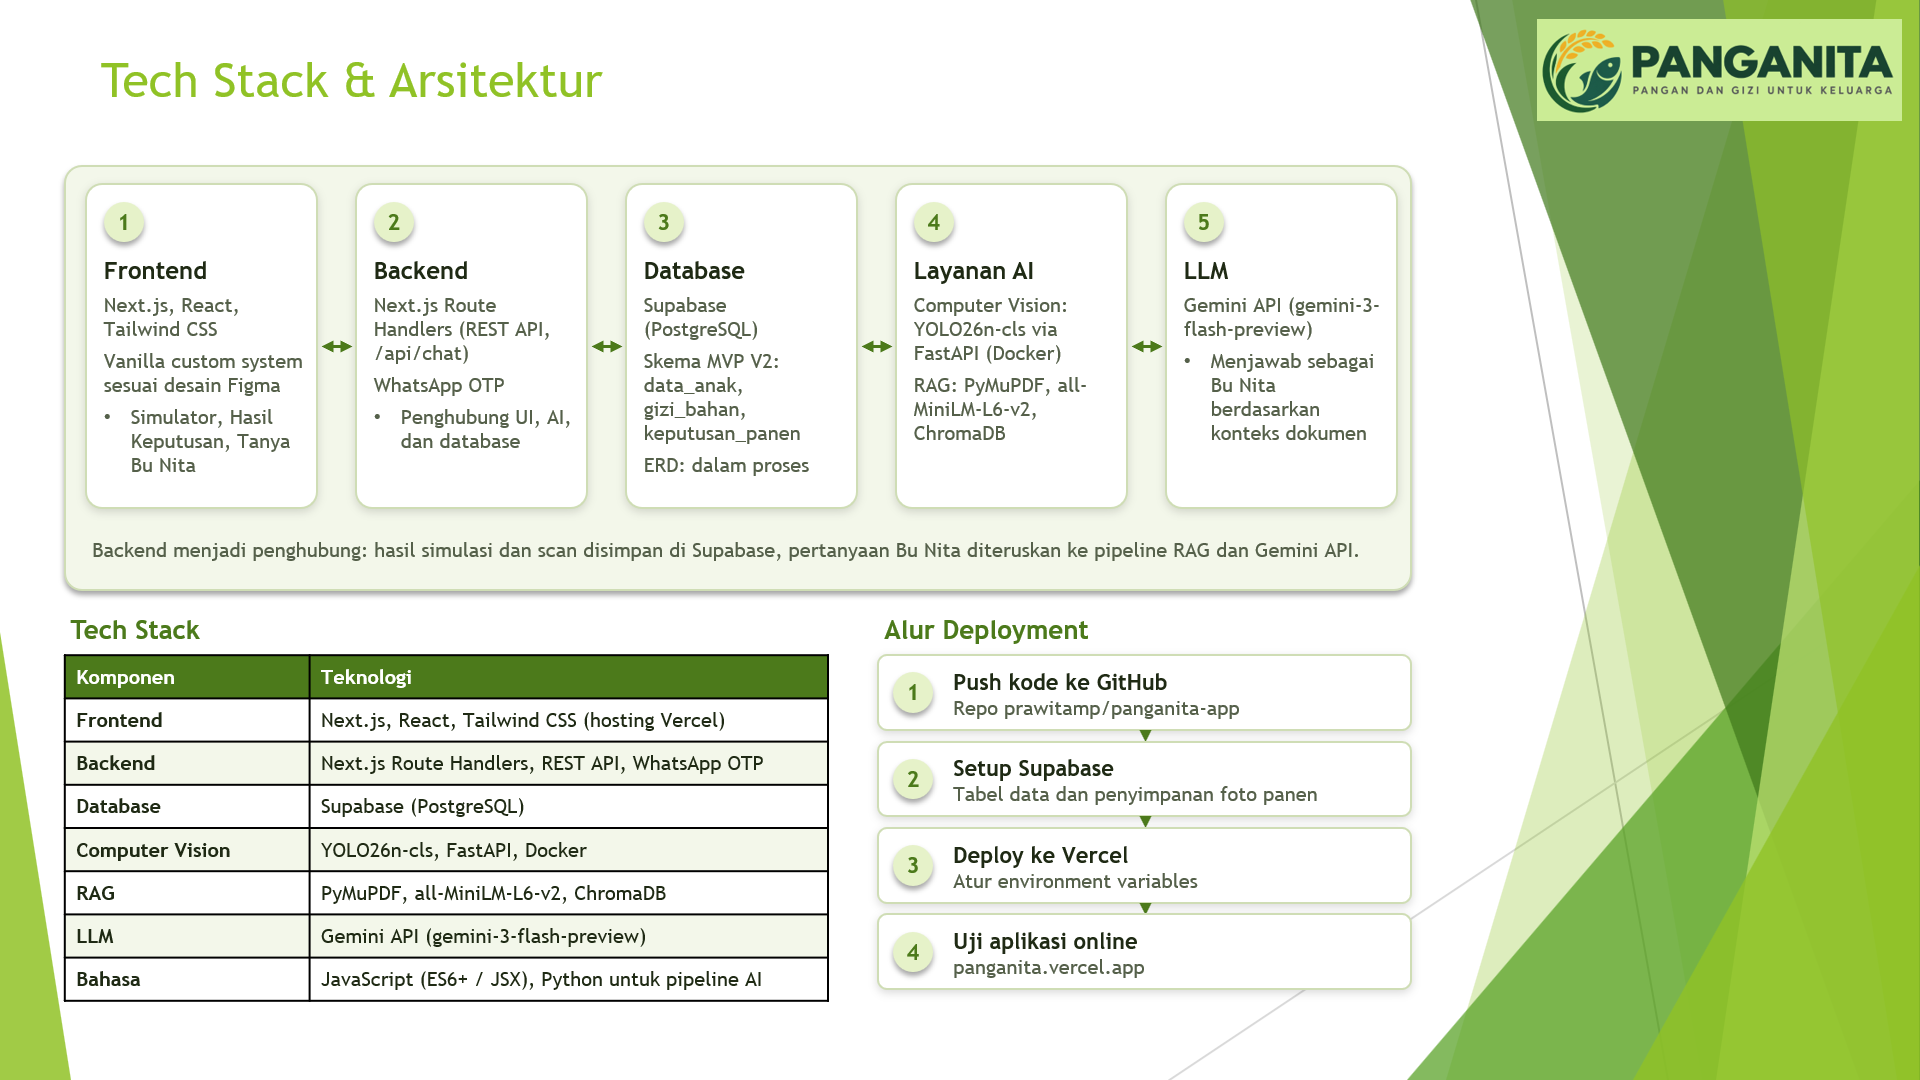 Tech Stack & Arsitektur
PANGANITA
PANGAN DAN GIZI UNTUK KELUARGA
1
Frontend
Next.js, React,
Tailwind CSS
Vanilla custom system
sesuai desain Figma
• Simulator, Hasil
Keputusan, Tanya
Bu Nita
2
Backend
Next.js Route
Handlers (REST API,
/api/chat)
WhatsApp OTP
• Penghubung UI, AI,
dan database
3
Database
Supabase
(PostgreSQL)
Skema MVP V2:
data_anak,
gizi_bahan,
keputusan_panen
ERD: dalam proses
4
Layanan AI
Computer Vision:
YOLO26n-cls via
FastAPI (Docker)
RAG: PyMuPDF, all-
MiniLM-L6-v2,
ChromaDB
5
LLM
Gemini API (gemini-3-
flash-preview)
• Menjawab sebagai
Bu Nita
berdasarkan
konteks dokumen
Backend menjadi penghubung: hasil simulasi dan scan disimpan di Supabase, pertanyaan Bu Nita diteruskan ke pipeline RAG dan Gemini API.
Tech Stack
Komponen Teknologi
Frontend Next.js, React, Tailwind CSS (hosting Vercel)
Backend Next.js Route Handlers, REST API, WhatsApp OTP
Database Supabase (PostgreSQL)
Computer Vision YOLO26n-cls, FastAPI, Docker
RAG PyMuPDF, all-MiniLM-L6-v2, ChromaDB
LLM Gemini API (gemini-3-flash-preview)
Bahasa JavaScript (ES6+ / JSX), Python untuk pipeline AI
Alur Deployment
1
Push kode ke GitHub
Repo prawitamp/panganita-app
2
Setup Supabase
Tabel data dan penyimpanan foto panen
3
Deploy ke Vercel
Atur environment variables
4
Uji aplikasi online
panganita.vercel.app